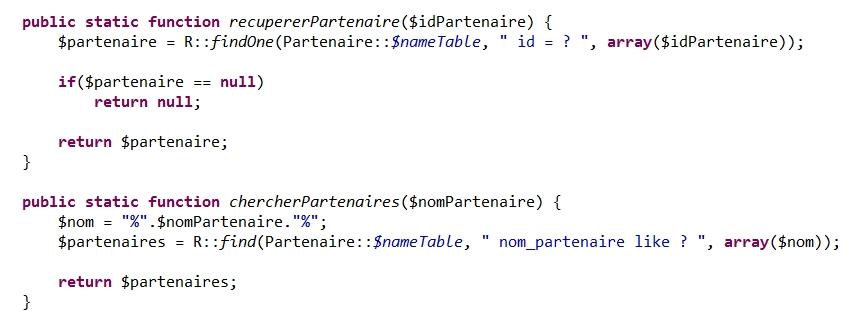 public static function recupererPartenaire($idPartenaire) {
    $partenaire = R::findOne(Partenaire::$nameTable, " id = ? ", array($idPartenaire));

    if($partenaire == null)
        return null;

    return $partenaire;
}

public static function chercherPartenaires($nomPartenaire) {
    $nom = "%".$nomPartenaire."%";
    $partenaires = R::find(Partenaire::$nameTable, " nom_partenaire like ? ", array($nom));

    return $partenaires;
}